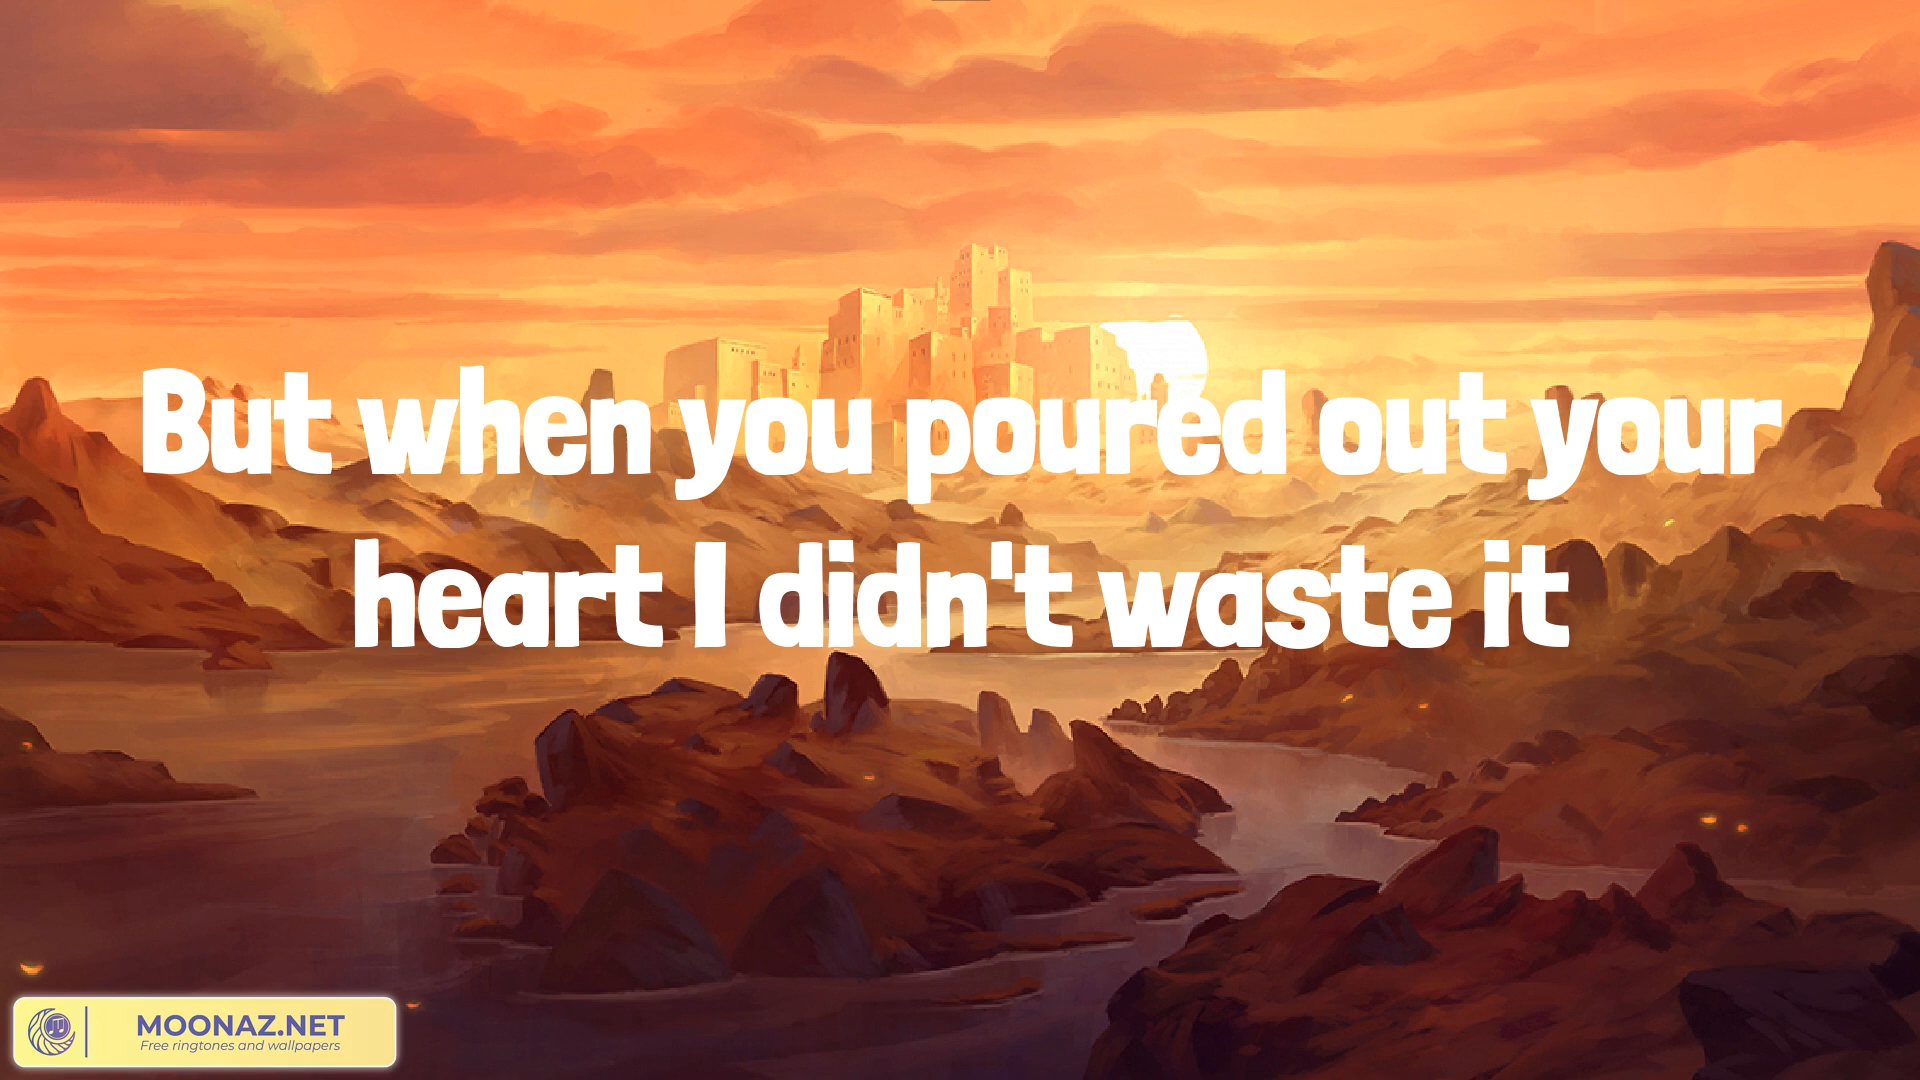 But when you poured out your
heart I didn't waste it
MOONAZ.NET
Free ringtones and wallpapers